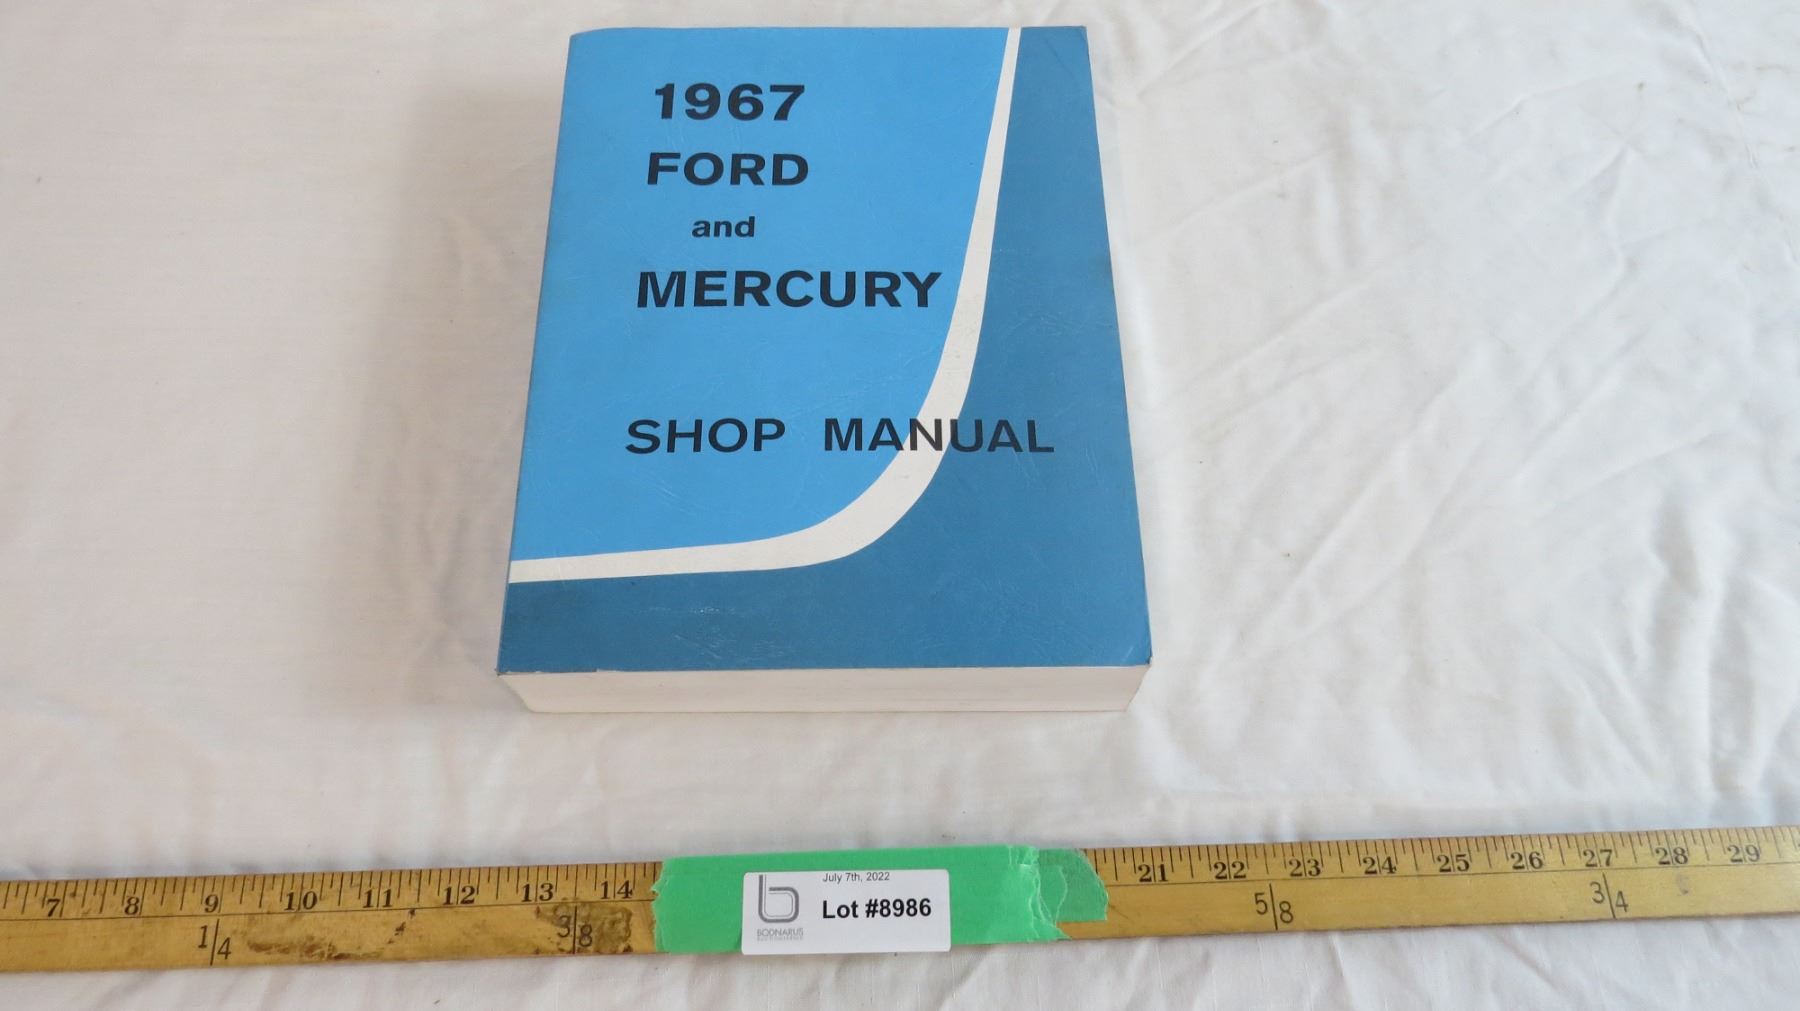 1967
FORD
and
MERCURY
SHOP MANUAL
July 7th, 2022
Lot #8986
BODNARUS
7 8 9 10 11 12 13 14 21 22 23 24 25 26 27 28 29
1/4 3/8 5/8 3/4